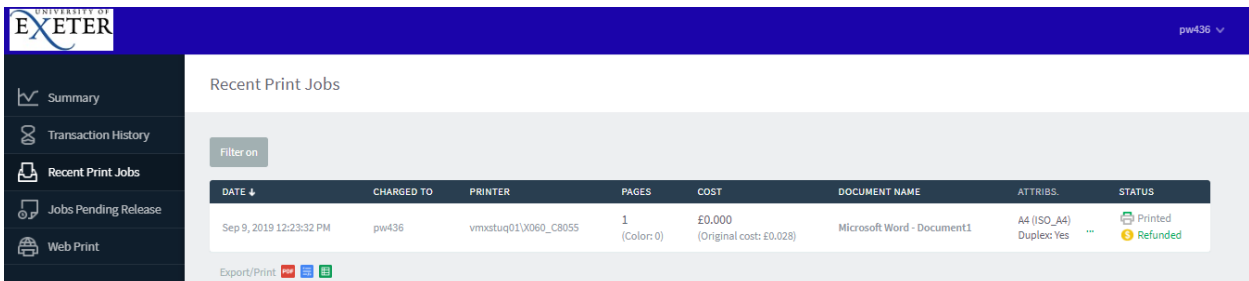 UNIVERSITY OF
EXETER
pw436
Summary
Transaction History
Recent Print Jobs
Jobs Pending Release
Web Print
Recent Print Jobs
Filter on
DATE CHARGED TO PRINTER PAGES COST DOCUMENT NAME ATTRIBS. STATUS
Sep 9, 2019 12:23:32 PM pw436 vmxstuq01\X060_C8055 1 £0.000 Microsoft Word - Document1 A4 (ISO_A4) ... Printed
(Color: 0) (Original cost: £0.028) Duplex: Yes Refunded
Export/Print PDF